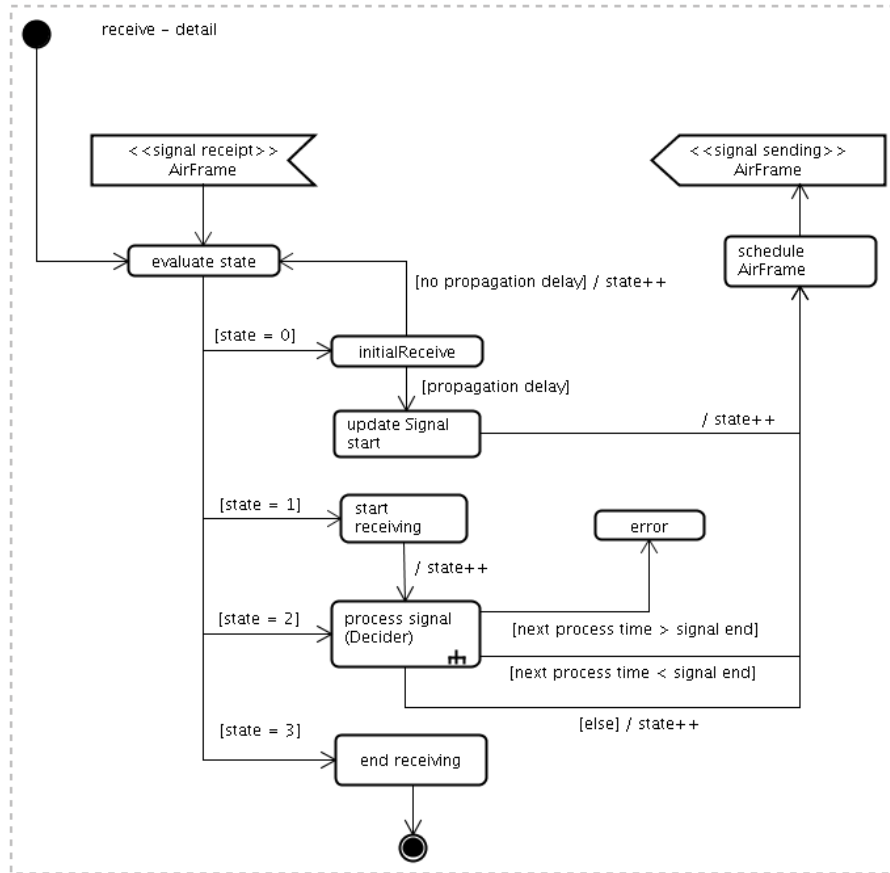 receive – detail
<<signal receipt>>
AirFrame
<<signal sending>>
AirFrame
evaluate state
schedule
AirFrame
[no propagation delay] / state++
[state = 0]
initialReceive
[propagation delay]
update Signal
start
/ state++
[state = 1]
start
receiving
error
/ state++
[state = 2]
process signal
(Decider)
[next process time > signal end]
[next process time < signal end]
[else] / state++
[state = 3]
end receiving